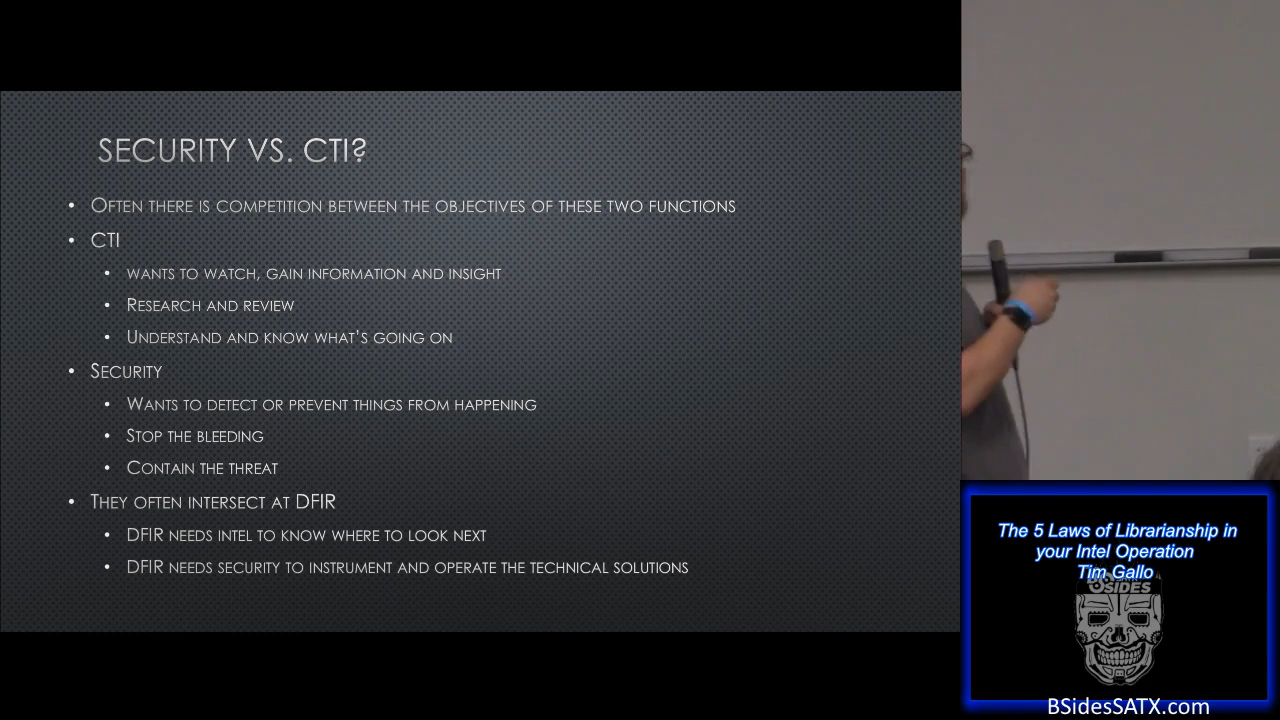 SECURITY VS. CTI?
• OFTEN THERE IS COMPETITION BETWEEN THE OBJECTIVES OF THESE TWO FUNCTIONS
• CTI
• WANTS TO WATCH, GAIN INFORMATION AND INSIGHT
• RESEARCH AND REVIEW
• UNDERSTAND AND KNOW WHAT'S GOING ON
• SECURITY
• WANTS TO DETECT OR PREVENT THINGS FROM HAPPENING
• STOP THE BLEEDING
• CONTAIN THE THREAT
• THEY OFTEN INTERSECT AT DFIR
• DFIR NEEDS INTEL TO KNOW WHERE TO LOOK NEXT
• DFIR NEEDS SECURITY TO INSTRUMENT AND OPERATE THE TECHNICAL SOLUTIONS
The 5 Laws of Librarianship in
your Intel Operation
Tim Gallo
BSidesSATX.com